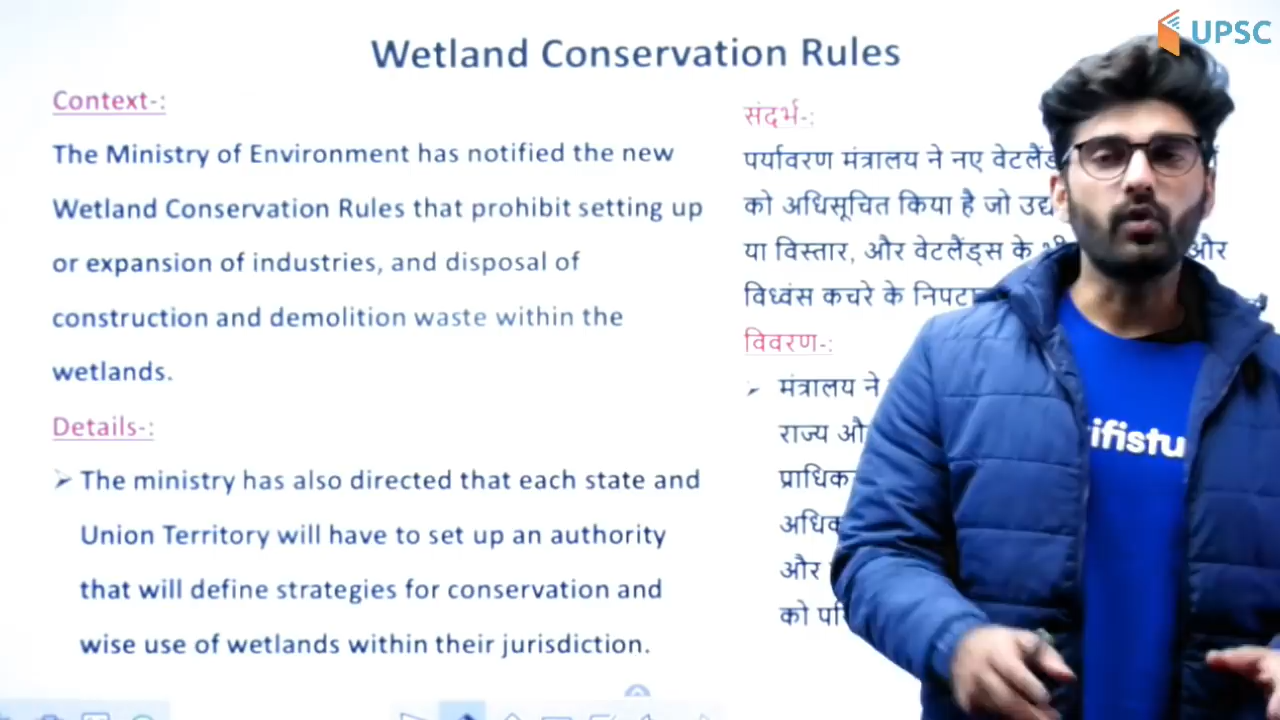 UPSC
Wetland Conservation Rules
Context-:
The Ministry of Environment has notified the new
Wetland Conservation Rules that prohibit setting up
or expansion of industries, and disposal of
construction and demolition waste within the
wetlands.
Details-:
The ministry has also directed that each state and
Union Territory will have to set up an authority
that will define strategies for conservation and
wise use of wetlands within their jurisdiction.
संदर्भ-:
पर्यावरण मंत्रालय ने नए
को अधिसूचित किया है जो
या विस्तार, और वेटलैंड्स के
और
विध्वंस कचरे के
विवरण-:
मंत्रालय ने
राज्य
और
को
ifistu